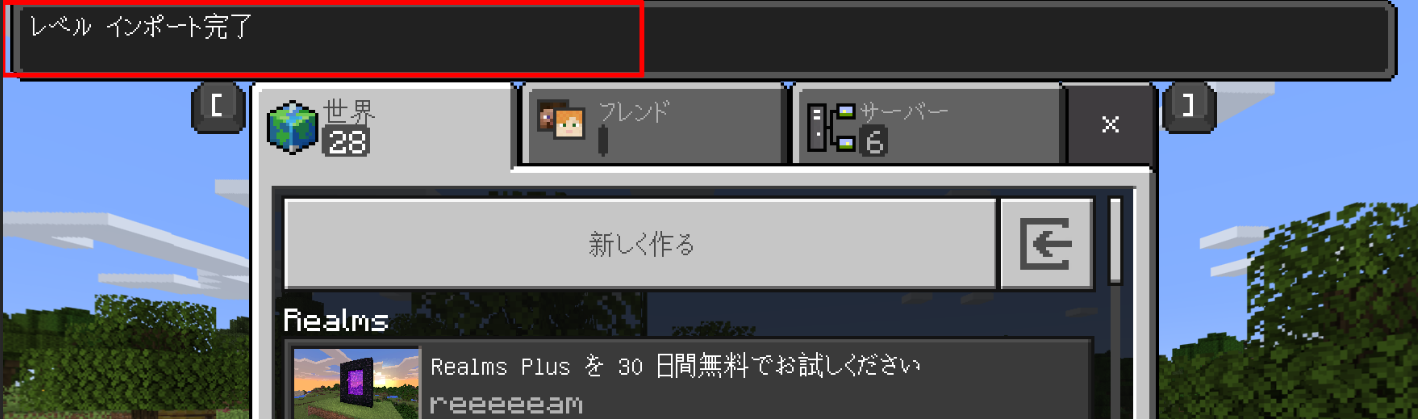 レベル インポート完了
[
世界
28
フレンド
サーバー
6
×
]
新しく作る
Realms
Realms Plus を 30 日間無料でお試しください
reeeeeam